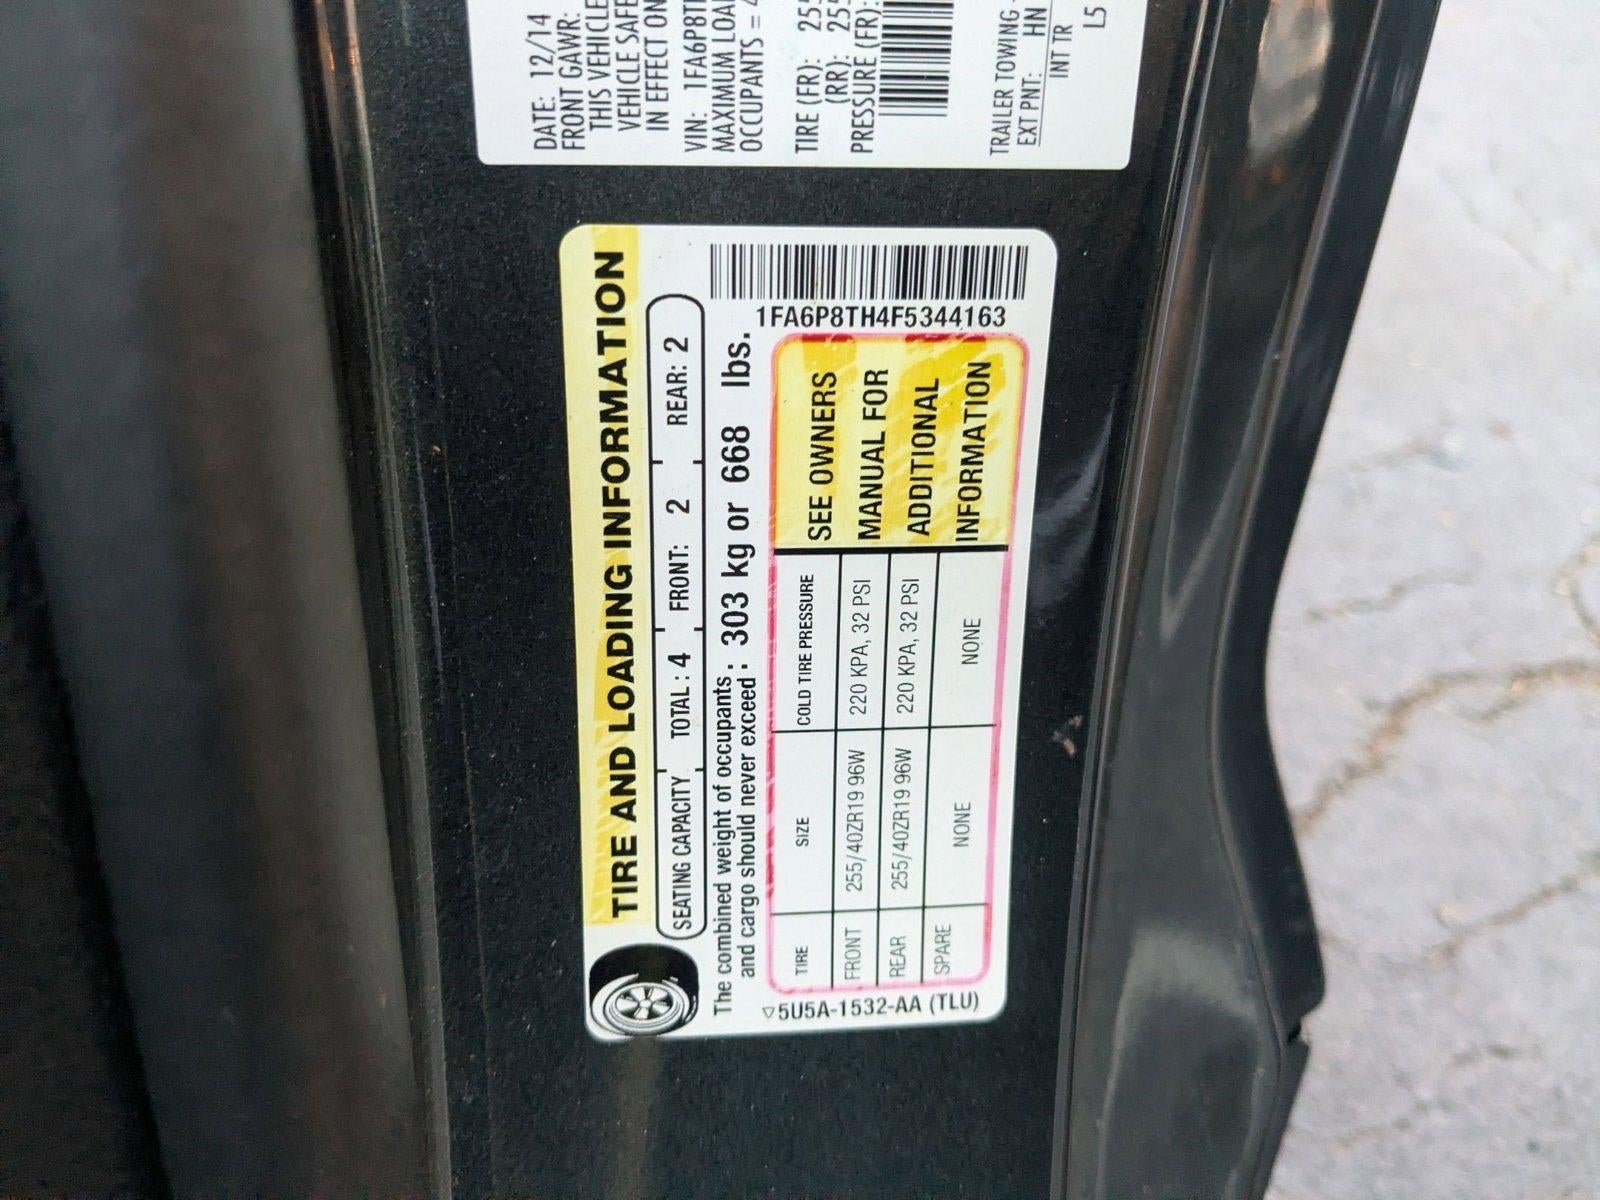 DATE: 12/14
FRONT GAWR:
THIS VEHICLE
VEHICLE SAFE
IN EFFECT ON
VIN: 1FA6P8T
MAXIMUM LOA
OCCUPANTS = 4
TIRE (FR): 255
(RR): 255
PRESSURE (FR):
TRAILER TOWING -
EXT PNT: HN
INT TR
L5
TIRE AND LOADING INFORMATION
SEATING CAPACITY TOTAL : 4 FRONT: 2 REAR: 2
The combined weight of occupants
and cargo should never exceed : 303 kg or 668 lbs.
1FA6P8TH4F5344163
TIRE SIZE COLD TIRE PRESSURE
FRONT 255/40ZR19 96W 220 KPA, 32 PSI
REAR 255/40ZR19 96W 220 KPA, 32 PSI
SPARE NONE NONE
SEE OWNERS
MANUAL FOR
ADDITIONAL
INFORMATION
5U5A-1532-AA (TLU)